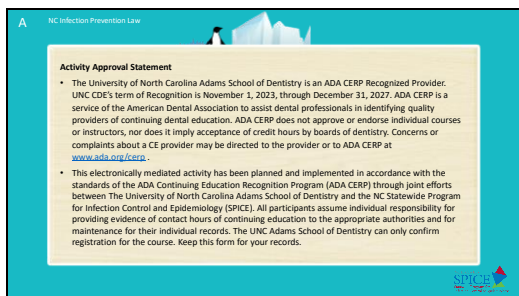 A NC Infection Prevention Law
Activity Approval Statement
• The University of North Carolina Adams School of Dentistry is an ADA CERP Recognized Provider.
UNC CDE's term of Recognition is November 1, 2023, through December 31, 2027. ADA CERP is a
service of the American Dental Association to assist dental professionals in identifying quality
providers of continuing dental education. ADA CERP does not approve or endorse individual courses
or instructors, nor does it imply acceptance of credit hours by boards of dentistry. Concerns or
complaints about a CE provider may be directed to the provider or to ADA CERP at
www.ada.org/cerp .
• This electronically mediated activity has been planned and implemented in accordance with the
standards of the ADA Continuing Education Recognition Program (ADA CERP) through joint efforts
between The University of North Carolina Adams School of Dentistry and the NC Statewide Program
for Infection Control and Epidemiology (SPICE). All participants assume individual responsibility for
providing evidence of contact hours of continuing education to the appropriate authorities and for
maintenance for their individual records. The UNC Adams School of Dentistry can only confirm
registration for the course. Keep this form for your records.
SPICE